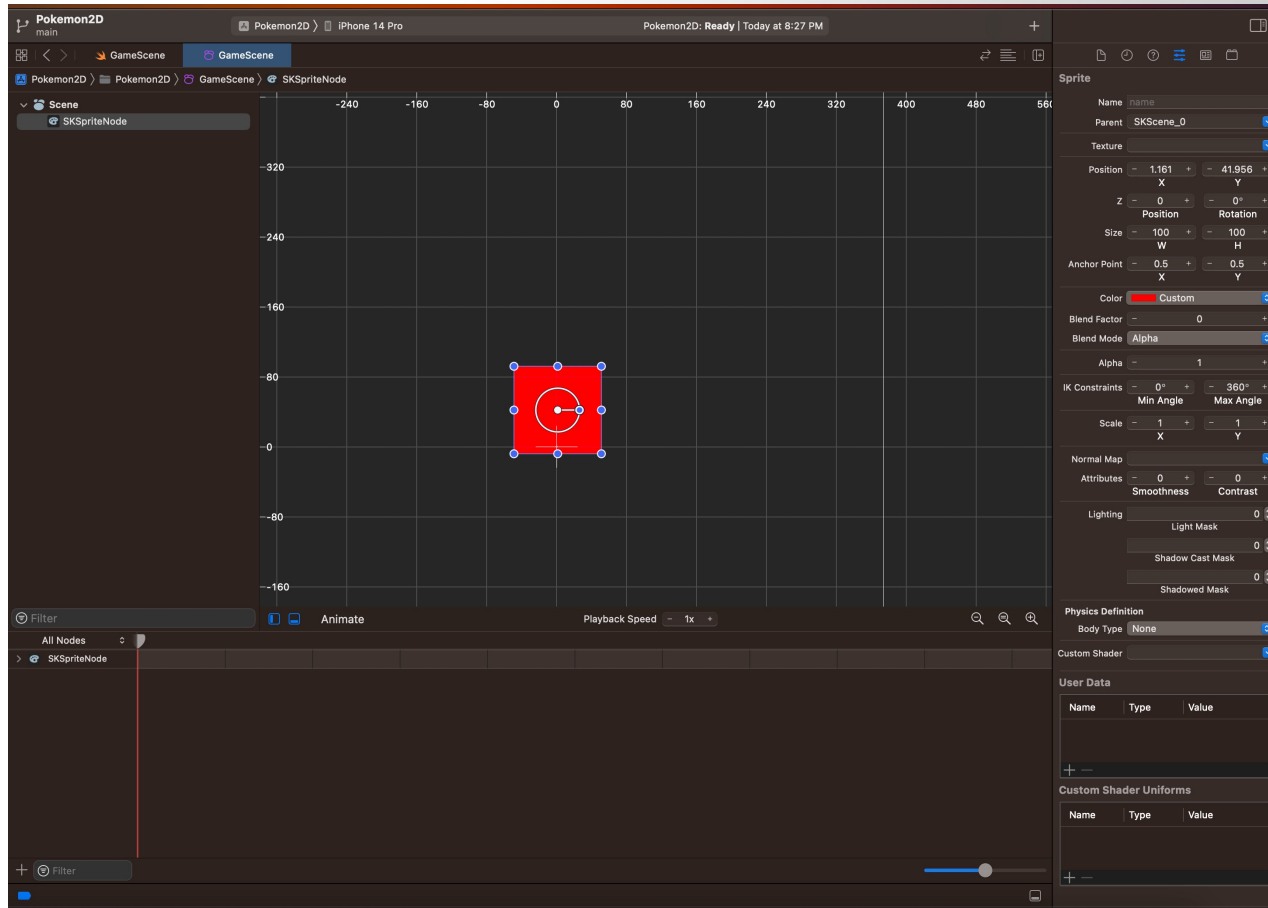 Pokemon2D
main
Pokemon2D 〉 iPhone 14 Pro
Pokemon2D: Ready | Today at 8:27 PM
GameScene
GameScene
Pokemon2D 〉 Pokemon2D 〉 GameScene 〉 SKSpriteNode
Scene
SKSpriteNode
-240 -160 -80 0 80 160 240 320 400 480 560
320
240
160
80
0
-80
-160
Filter
Animate
Playback Speed - 1x +
All Nodes
SKSpriteNode
Filter
Sprite
Name name
Parent SKScene_0
Texture
Position - 1.161 + - 41.956 +
X Y
Z - 0 + - 0° +
Position Rotation
Size - 100 + - 100 +
W H
Anchor Point - 0.5 + - 0.5 +
X Y
Color Custom
Blend Factor - 0 +
Blend Mode Alpha
Alpha - 1 +
IK Constraints - 0° + - 360° +
Min Angle Max Angle
Scale - 1 + - 1 +
X Y
Normal Map
Attributes - 0 + - 0 +
Smoothness Contrast
Lighting 0
Light Mask
0
Shadow Cast Mask
0
Shadowed Mask
Physics Definition
Body Type None
Custom Shader
User Data
Name Type Value
Custom Shader Uniforms
Name Type Value